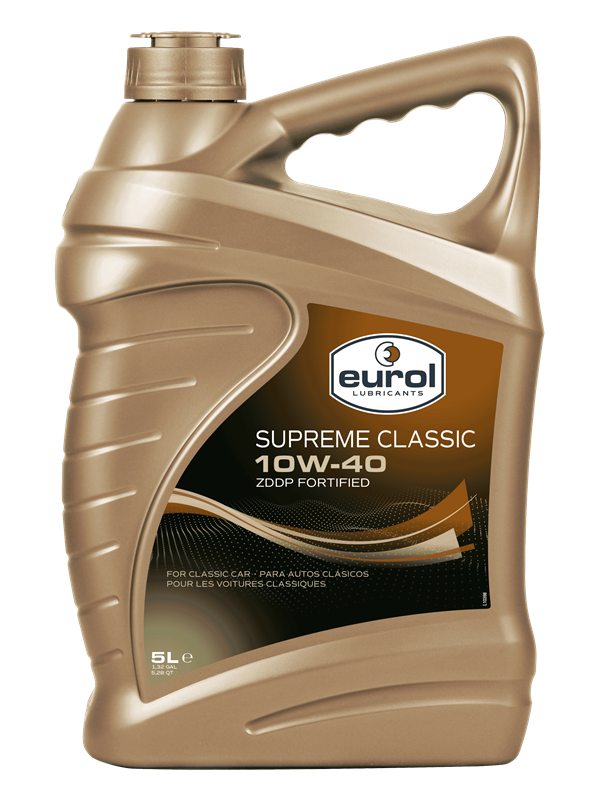 eurol
LUBRICANTS
SUPREME CLASSIC
10W-40
ZDDP FORTIFIED
FOR CLASSIC CAR - PARA AUTOS CLÁSICOS
POUR LES VOITURES CLASSIQUES
5L e
1,32 GAL
5,28 QT